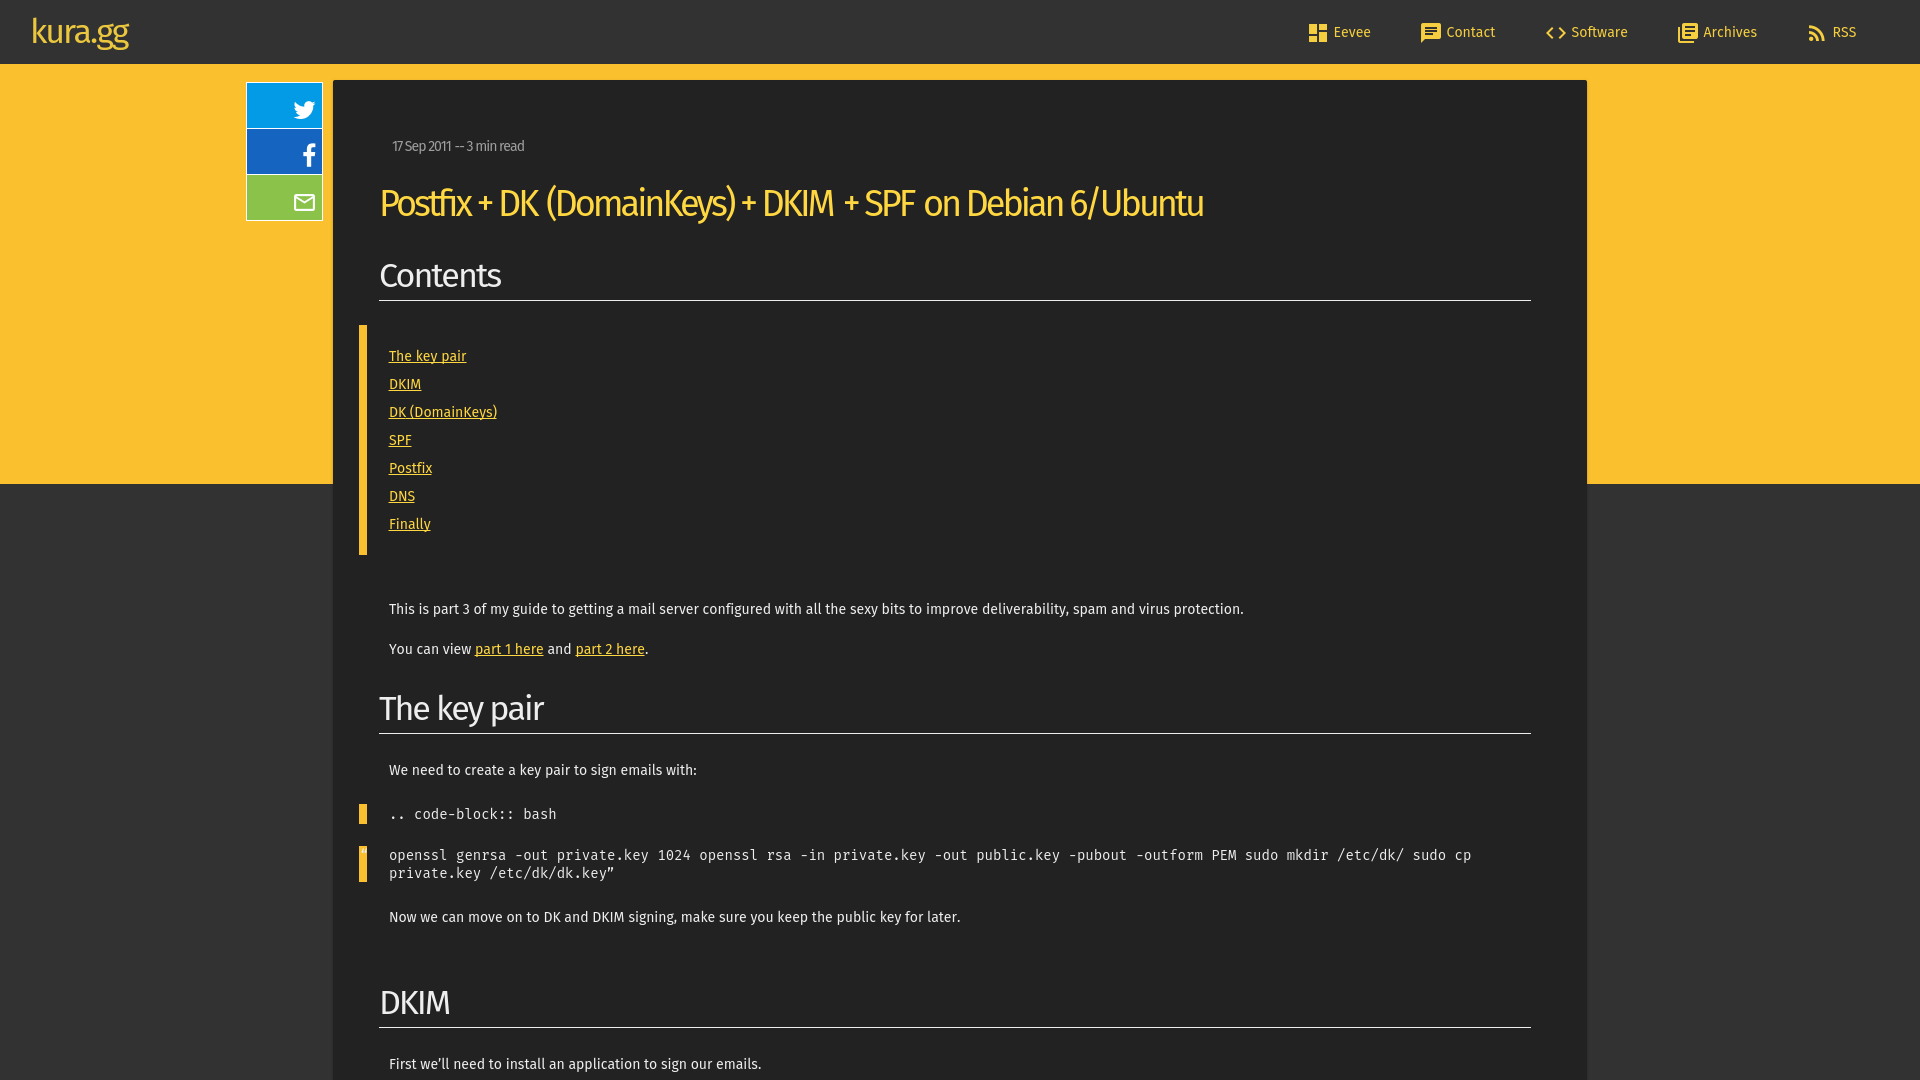 kura.gg
Eevee
Contact
Software
Archives
RSS
17 Sep 2011 -- 3 min read
Postfix + DK (DomainKeys) + DKIM + SPF on Debian 6/Ubuntu
Contents
The key pair
DKIM
DK (DomainKeys)
SPF
Postfix
DNS
Finally
This is part 3 of my guide to getting a mail server configured with all the sexy bits to improve deliverability, spam and virus protection.
You can view part 1 here and part 2 here.
The key pair
We need to create a key pair to sign emails with:
.. code-block:: bash
openssl genrsa -out private.key 1024 openssl rsa -in private.key -out public.key -pubout -outform PEM sudo mkdir /etc/dk/ sudo cp
private.key /etc/dk/dk.key”
Now we can move on to DK and DKIM signing, make sure you keep the public key for later.
DKIM
First we’ll need to install an application to sign our emails.